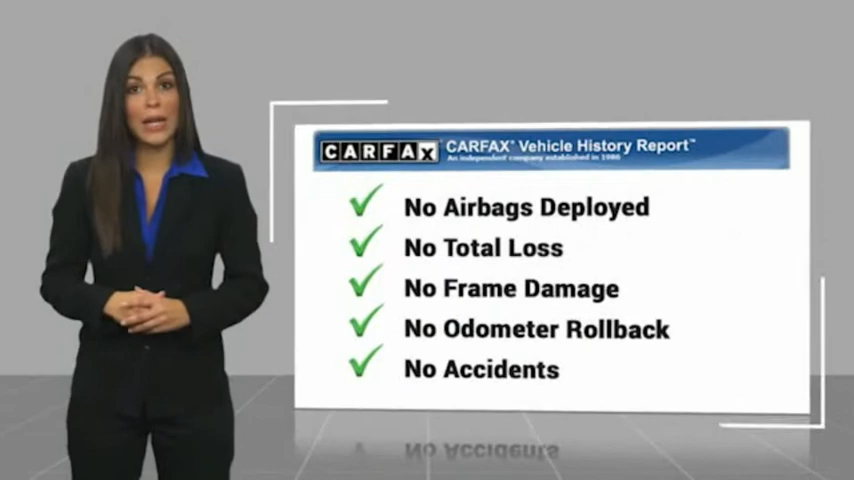 CARFAX
CARFAX® Vehicle History Report™
An independent company established in 1986
No Airbags Deployed
No Total Loss
No Frame Damage
No Odometer Rollback
No Accidents